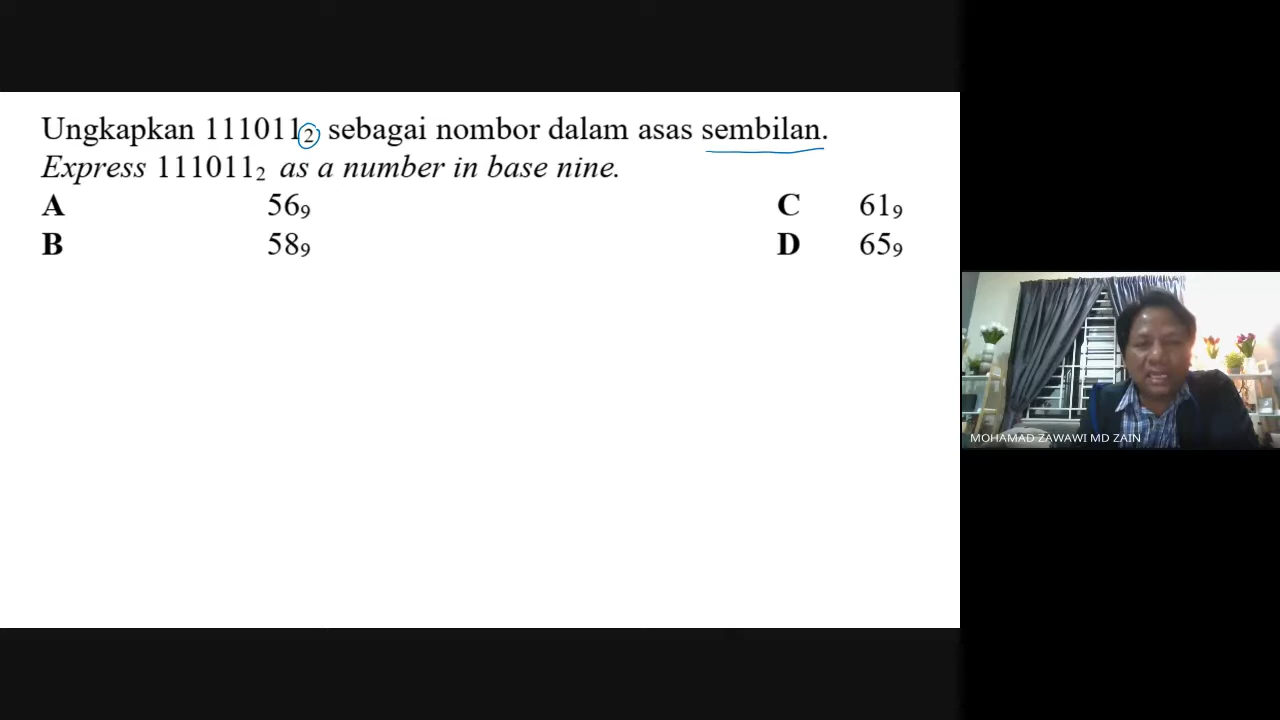 Ungkapkan 111011₂ sebagai nombor dalam asas sembilan.
Express 111011₂ as a number in base nine.
A 56₉ C 61₉
B 58₉ D 65₉
MOHAMAD ZAWAWI MD ZAIN